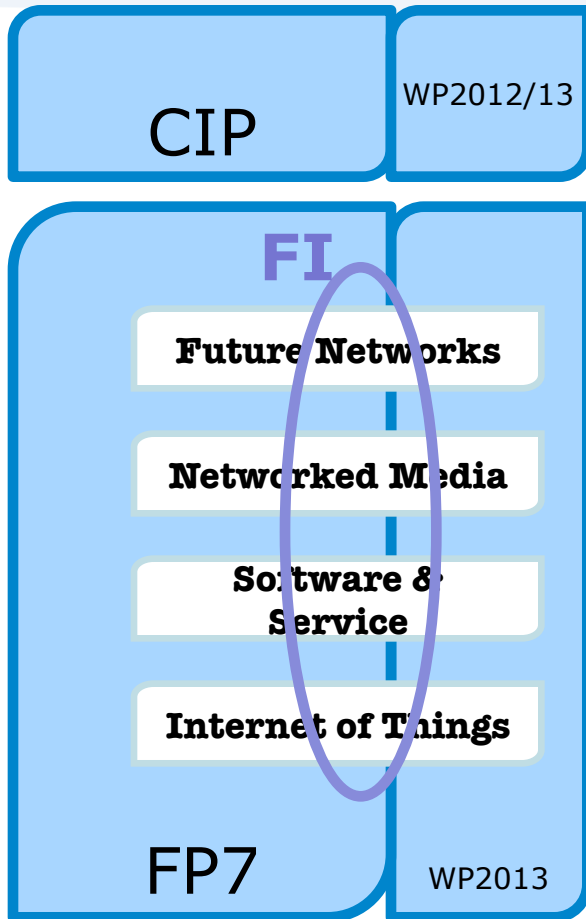 CIP
WP2012/13
FI
Future Networks
Networked Media
Software &
Service
Internet of Things
FP7
WP2013